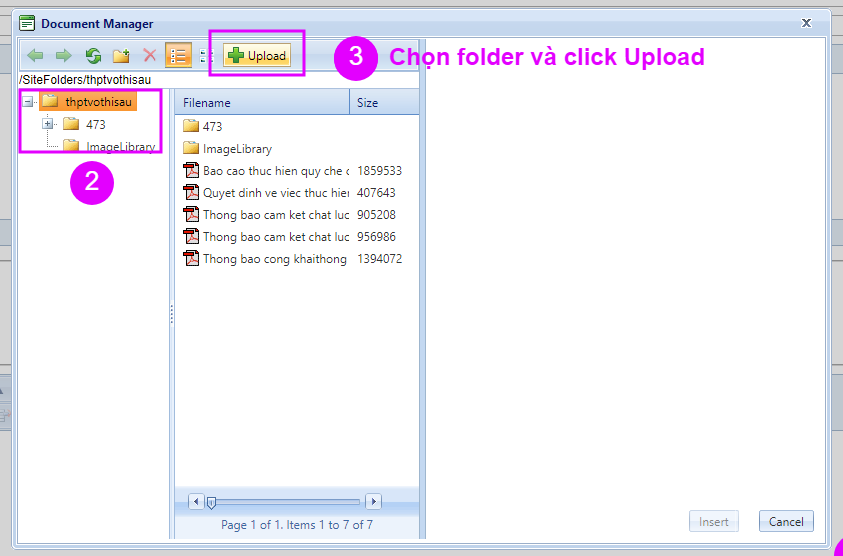 Document Manager
Upload
3 Chọn folder và click Upload
/SiteFolders/thptvothisau
thptvothisau
473
ImageLibrary
2
Filename Size
473
ImageLibrary
Bao cao thuc hien quy che c 1859533
Quyet dinh ve viec thuc hier 407643
Thong bao cam ket chat luc 905208
Thong bao cam ket chat luc 956986
Thong bao cong khaithong 1394072
Page 1 of 1. Items 1 to 7 of 7
Insert Cancel